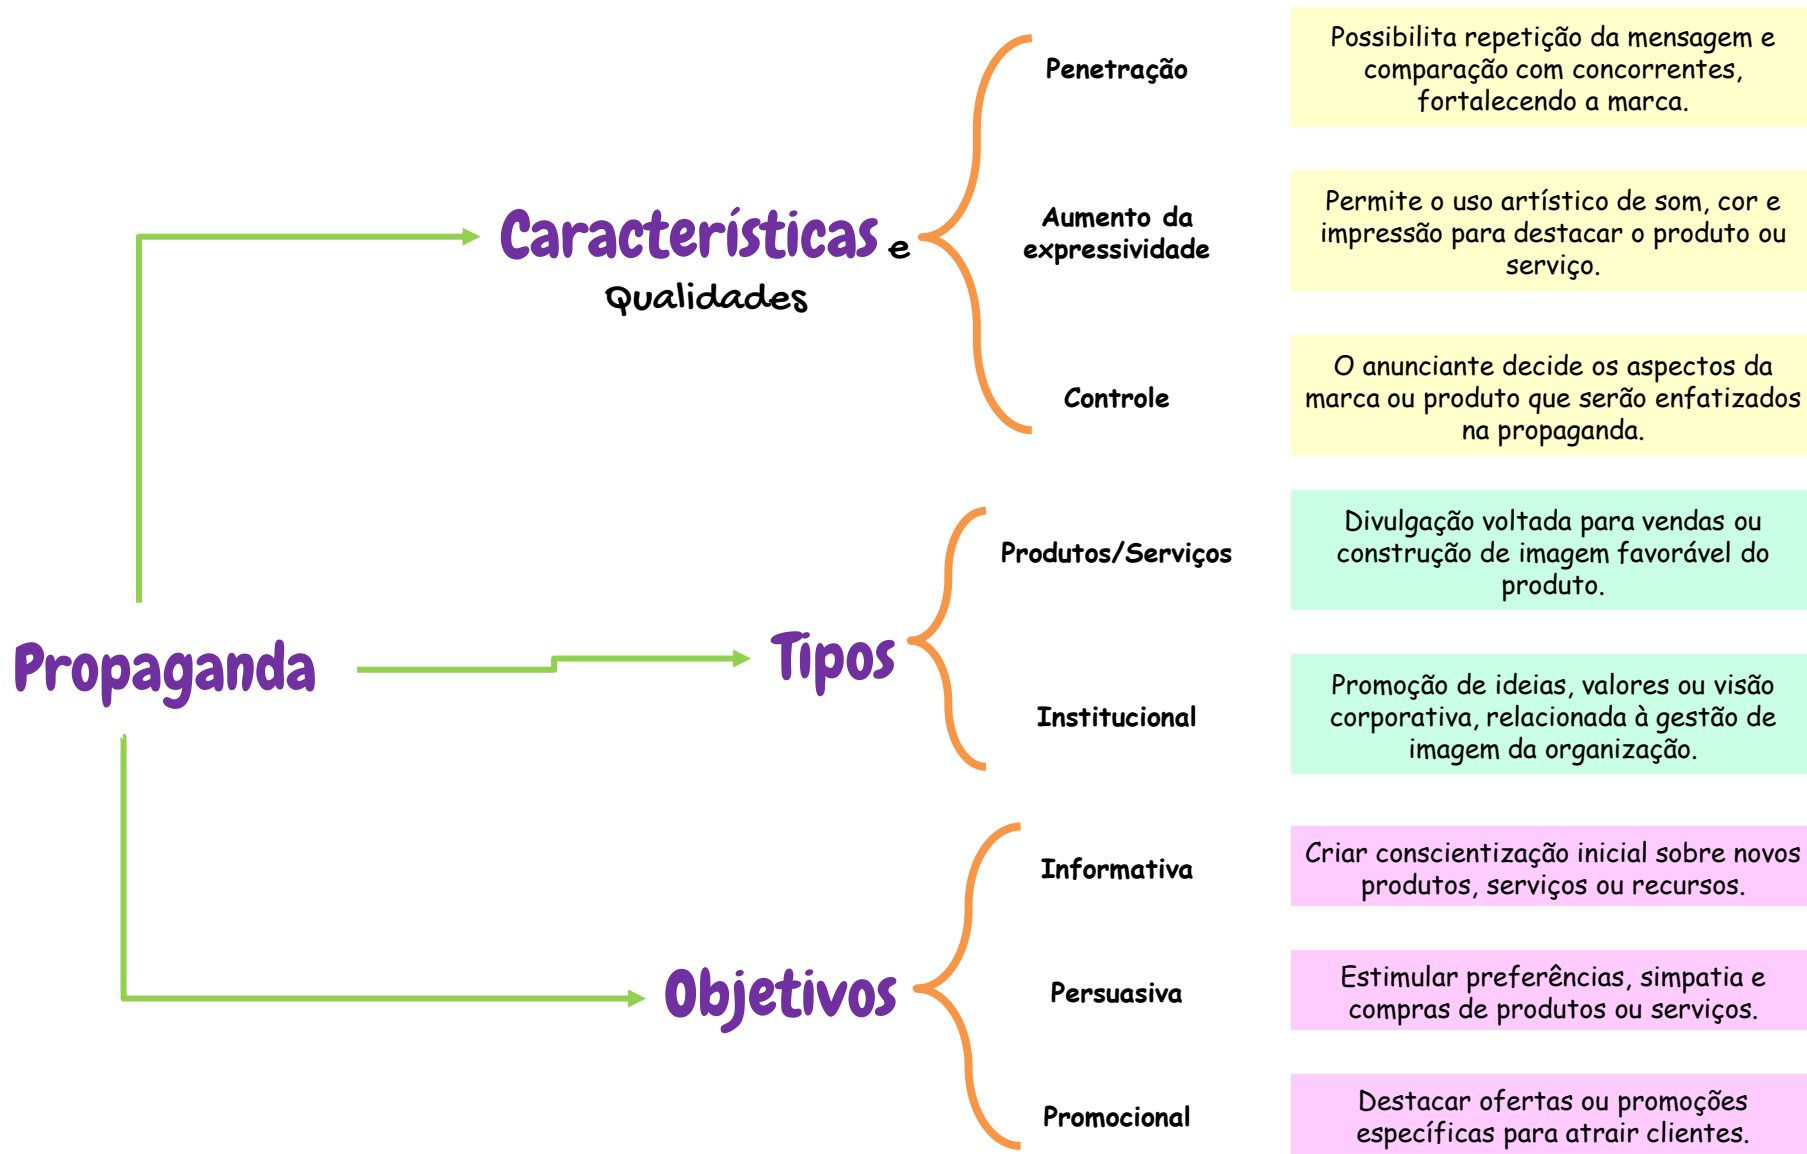 Propaganda
Características e
Qualidades
Penetração
Possibilita repetição da mensagem e
comparação com concorrentes,
fortalecendo a marca.
Aumento da
expressividade
Permite o uso artístico de som, cor e
impressão para destacar o produto ou
serviço.
Controle
O anunciante decide os aspectos da
marca ou produto que serão enfatizados
na propaganda.
Tipos
Produtos/Serviços
Divulgação voltada para vendas ou
construção de imagem favorável do
produto.
Institucional
Promoção de ideias, valores ou visão
corporativa, relacionada à gestão de
imagem da organização.
Objetivos
Informativa
Criar conscientização inicial sobre novos
produtos, serviços ou recursos.
Persuasiva
Estimular preferências, simpatia e
compras de produtos ou serviços.
Promocional
Destacar ofertas ou promoções
específicas para atrair clientes.